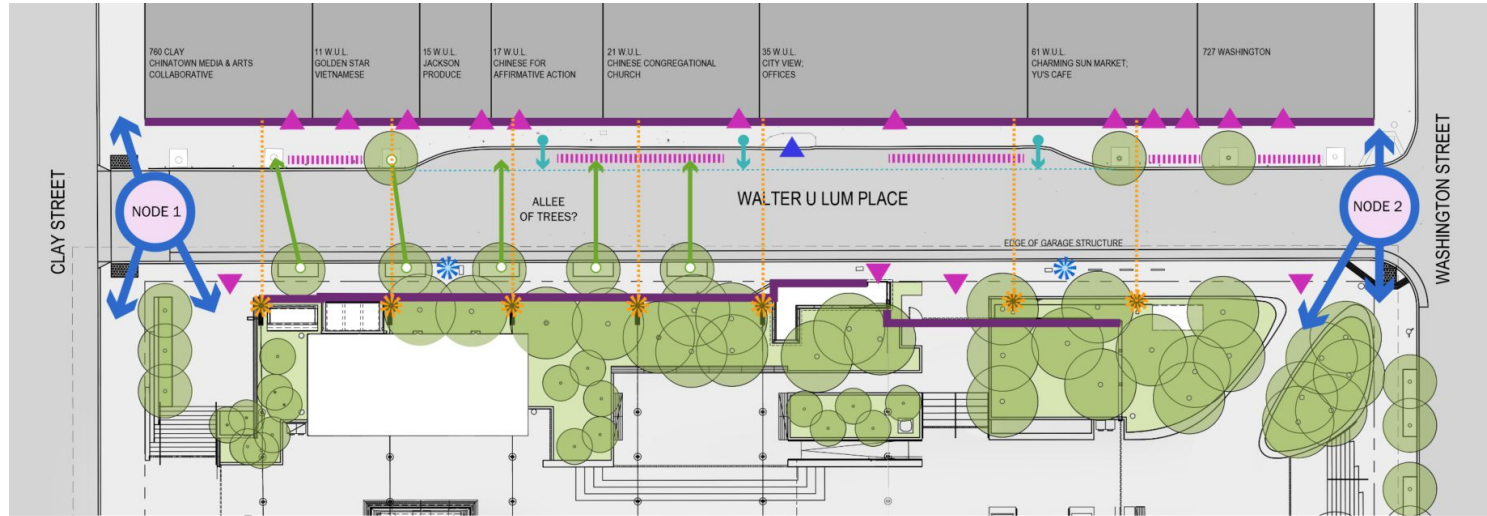 760 CLAY
CHINATOWN MEDIA & ARTS
COLLABORATIVE
11 W.U.L.
GOLDEN STAR
VIETNAMESE
15 W.U.L.
JACKSON
PRODUCE
17 W.U.L.
CHINESE FOR
AFFIRMATIVE ACTION
21 W.U.L.
CHINESE CONGREGATIONAL
CHURCH
35 W.U.L.
CITY VIEW;
OFFICES
61 W.U.L.
CHARMING SUN MARKET;
YU'S CAFE
727 WASHINGTON
CLAY STREET
NODE 1
ALLEE
OF TREES?
WALTER U LUM PLACE
EDGE OF GARAGE STRUCTURE
NODE 2
WASHINGTON STREET